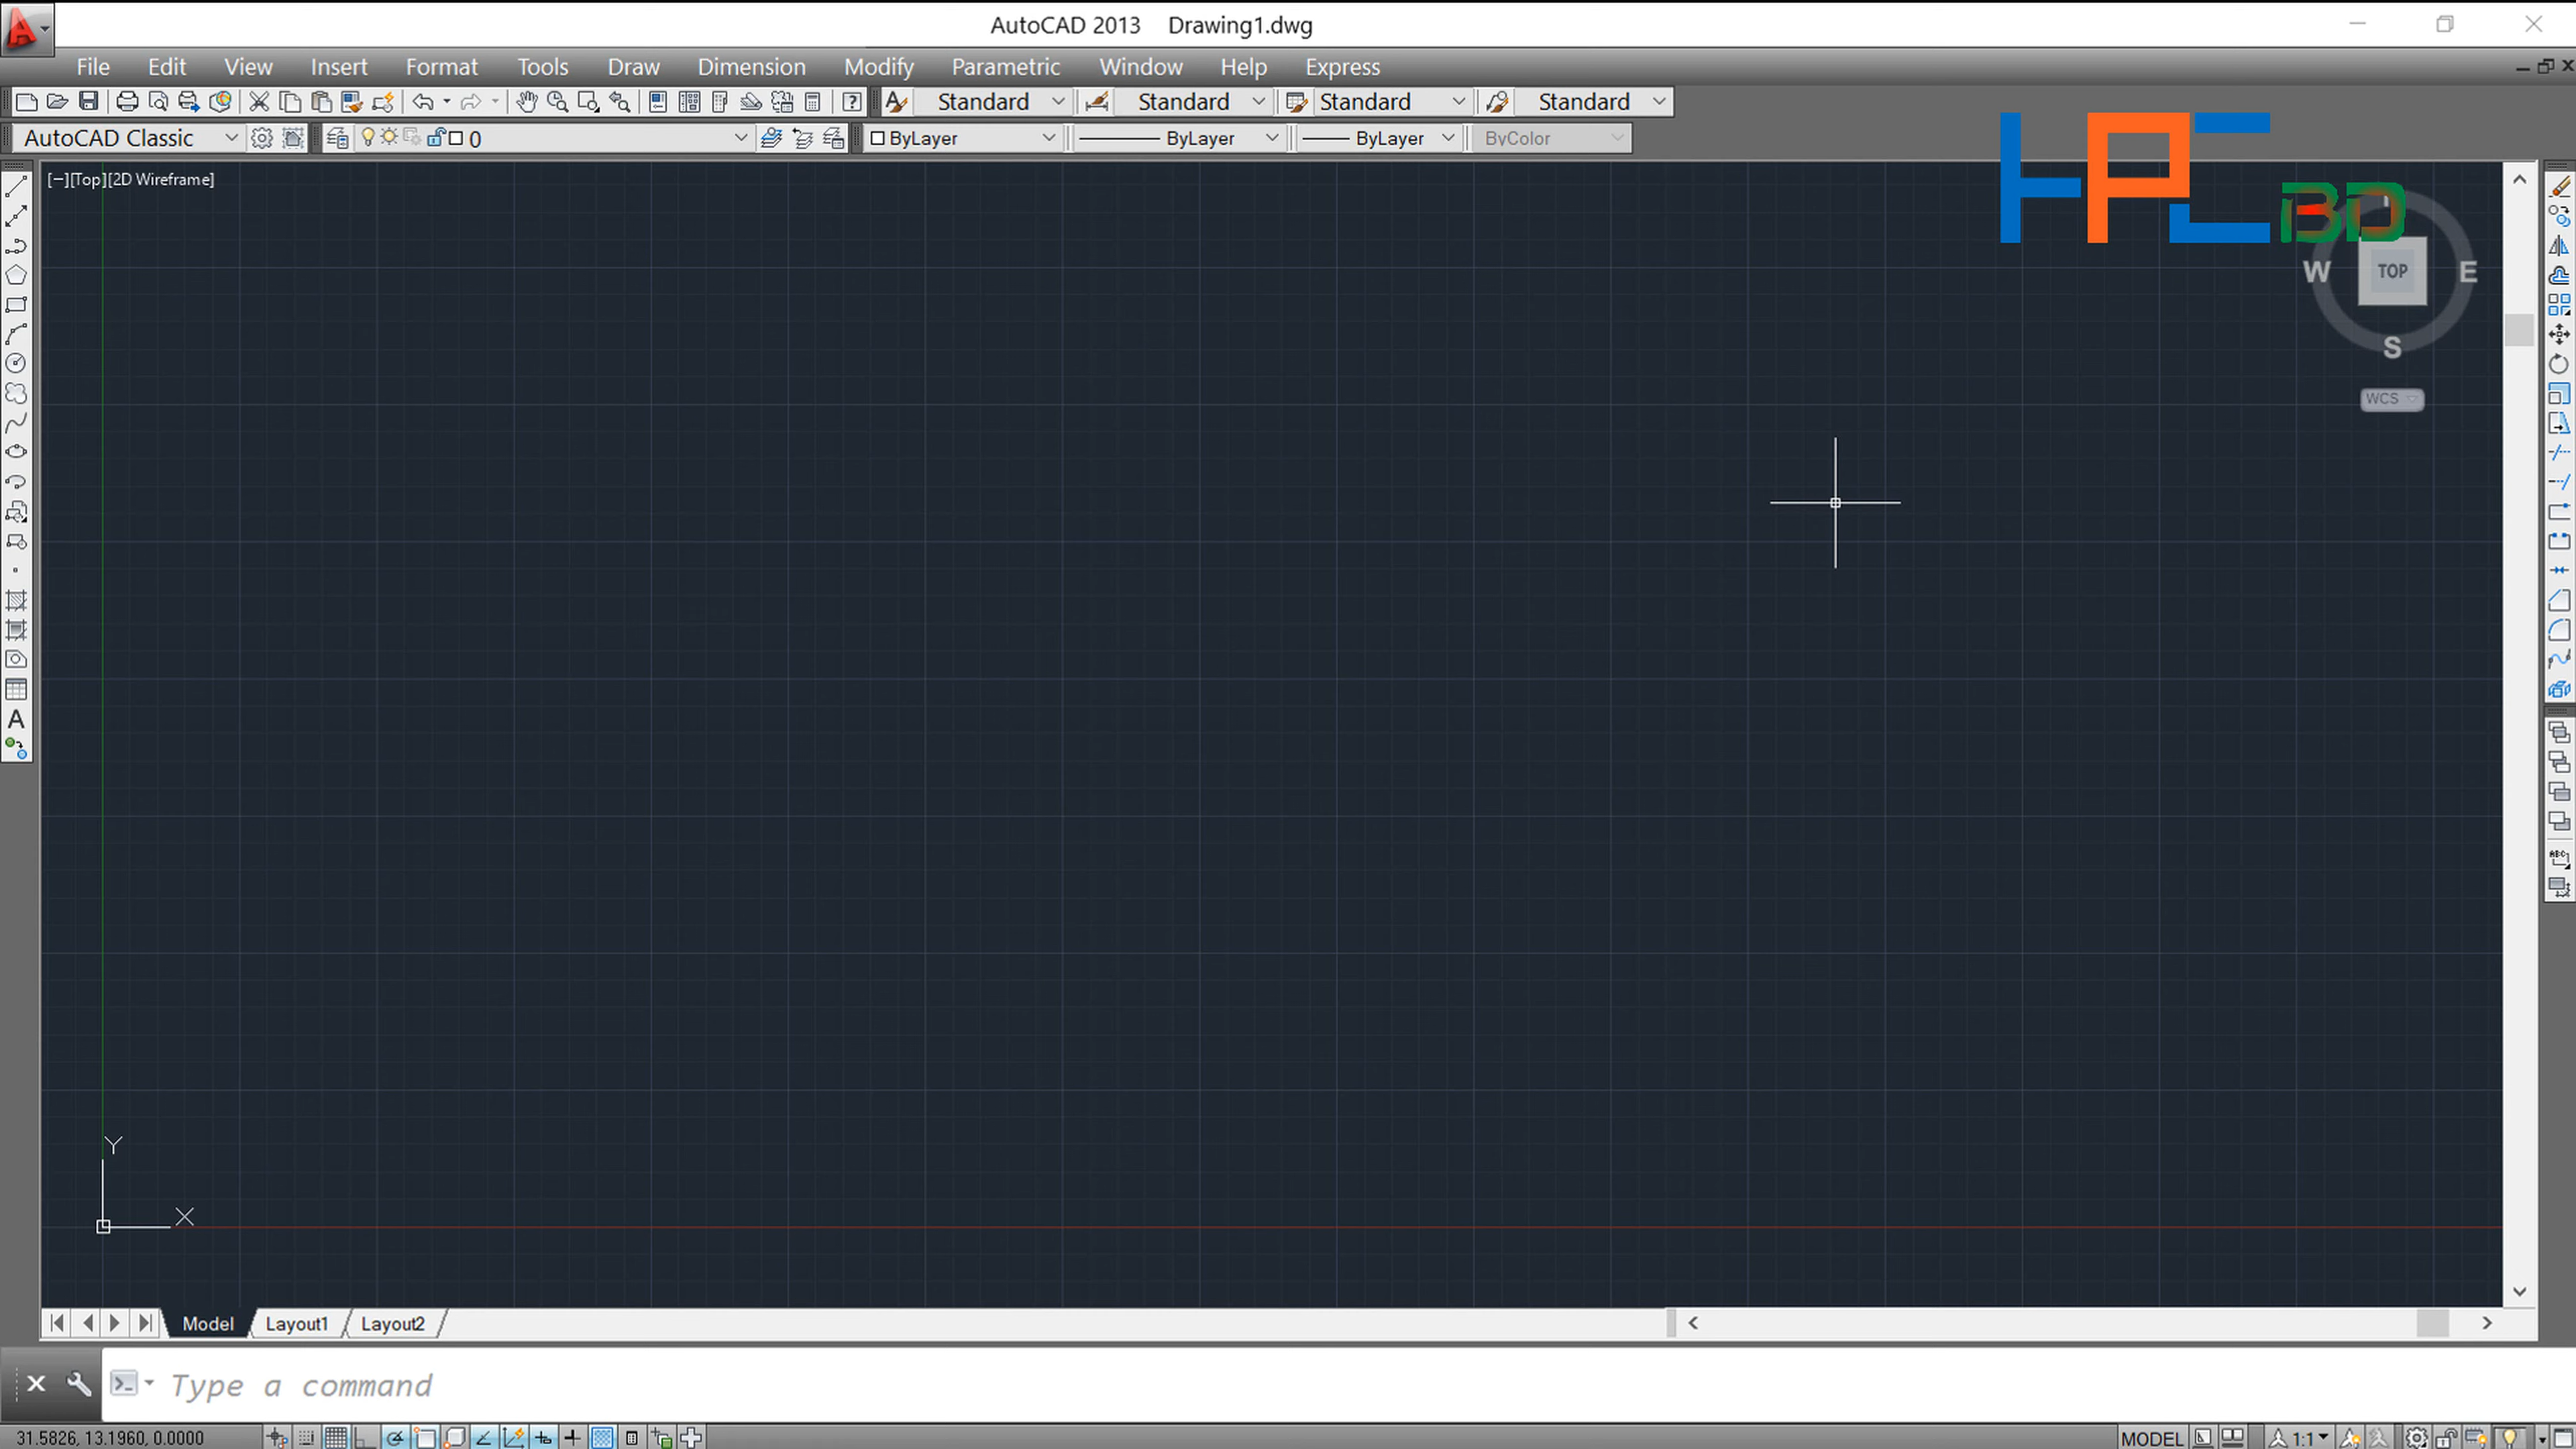 AutoCAD 2013 Drawing1.dwg
File Edit View Insert Format Tools Draw Dimension Modify Parametric Window Help Express
Standard Standard Standard Standard
AutoCAD Classic 0 ByLayer ByLayer ByLayer ByColor
HPC BD
[−][Top][2D Wireframe]
W TOP E
S
WCS
Y
X
Model Layout1 Layout2
Type a command
31.5826, 13.1960, 0.0000 MODEL 1:1